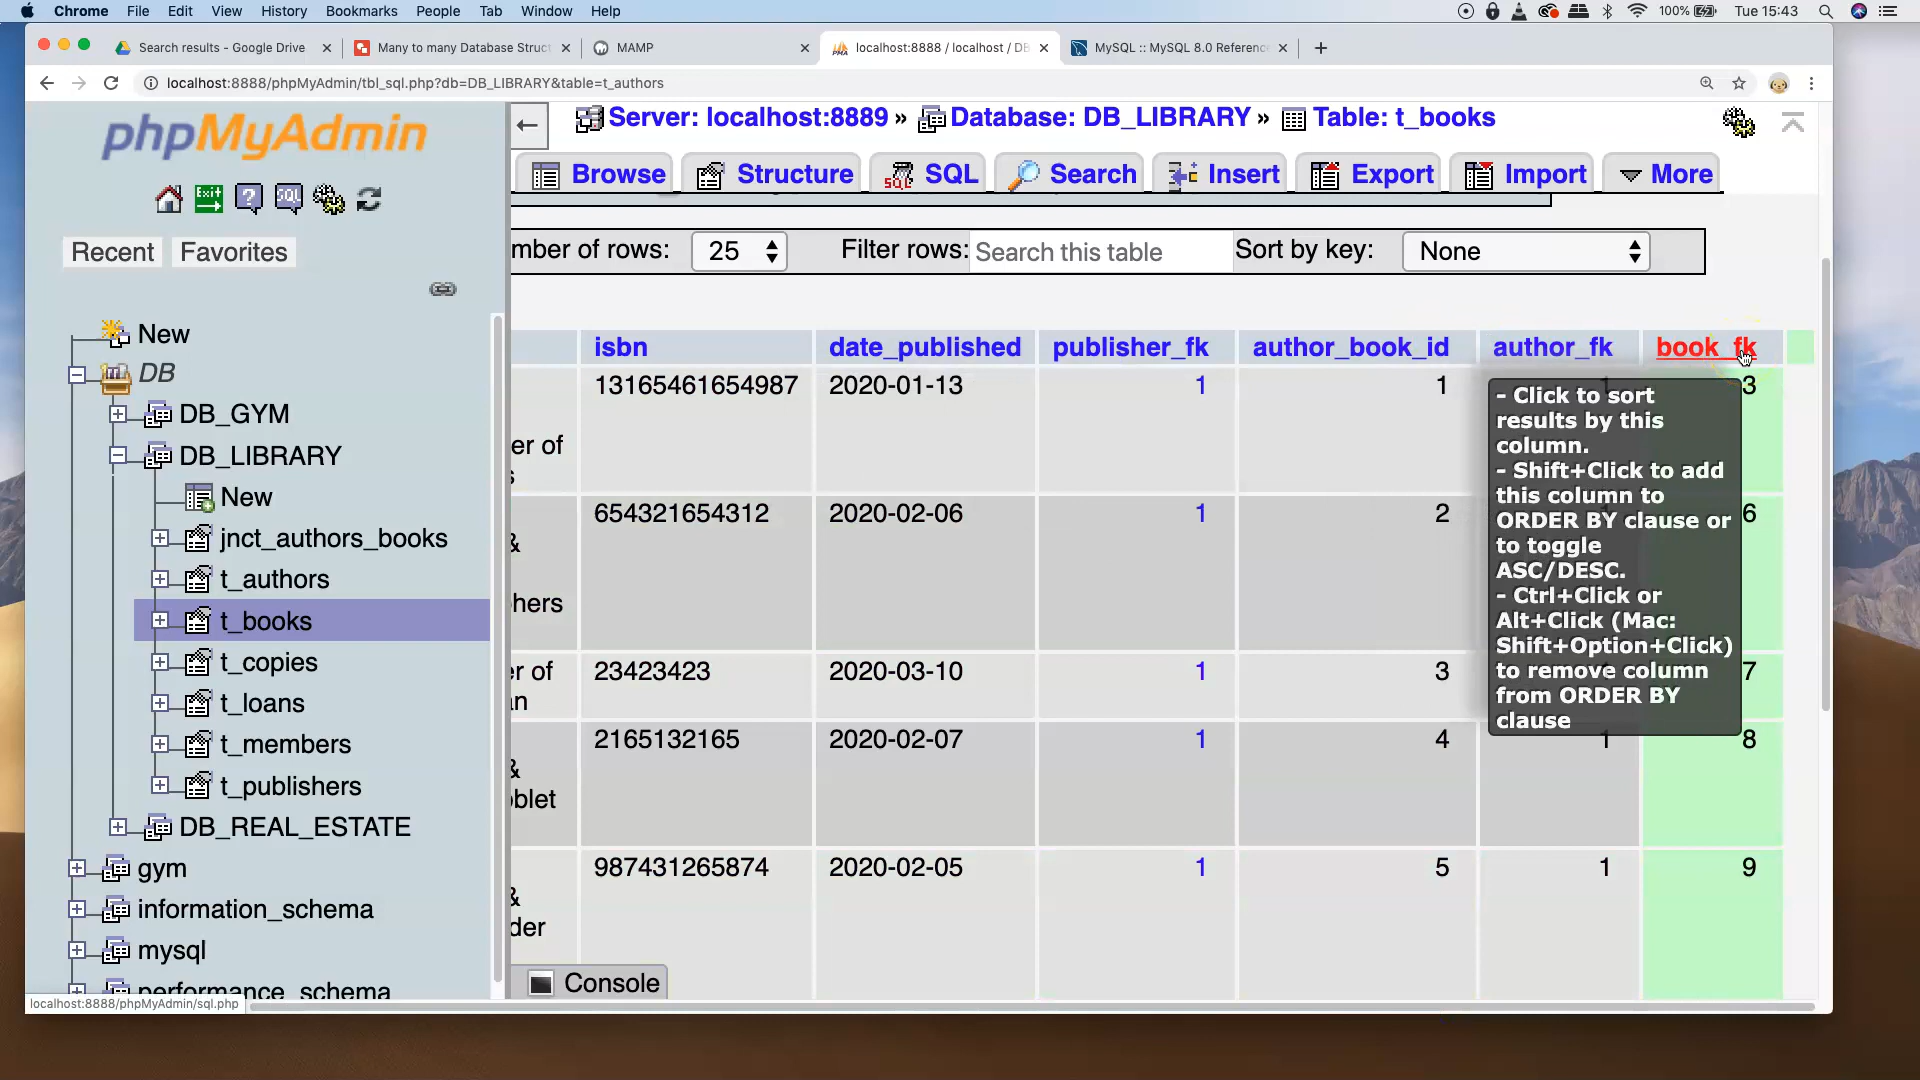 Chrome File Edit View History Bookmarks People Tab Window Help 100% Tue 15:43
Search results - Google Drive Many to many Database Struct MAMP localhost:8888 / localhost / DB MySQL :: MySQL 8.0 Reference
localhost:8888/phpMyAdmin/tbl_sql.php?db=DB_LIBRARY&table=t_authors
phpMyAdmin
Recent Favorites
New
DB
DB_GYM
DB_LIBRARY
New
jnct_authors_books
t_authors
t_books
t_copies
t_loans
t_members
t_publishers
DB_REAL_ESTATE
gym
information_schema
mysql
performance_schema
localhost:8888/phpMyAdmin/sql.php
Server: localhost:8889 » Database: DB_LIBRARY » Table: t_books
Browse Structure SQL Search Insert Export Import More
mber of rows: 25 Filter rows: Search this table Sort by key: None
isbn date_published publisher_fk author_book_id author_fk book_fk
13165461654987 2020-01-13 1 1 3
er of
s
654321654312 2020-02-06 1 2 6
&
hers
er of 23423423 2020-03-10 1 3 7
an
2165132165 2020-02-07 1 4 1 8
&
oblet
987431265874 2020-02-05 1 5 1 9
&
der
- Click to sort
results by this
column.
- Shift+Click to add
this column to
ORDER BY clause or
to toggle
ASC/DESC.
- Ctrl+Click or
Alt+Click (Mac:
Shift+Option+Click)
to remove column
from ORDER BY
clause
Console